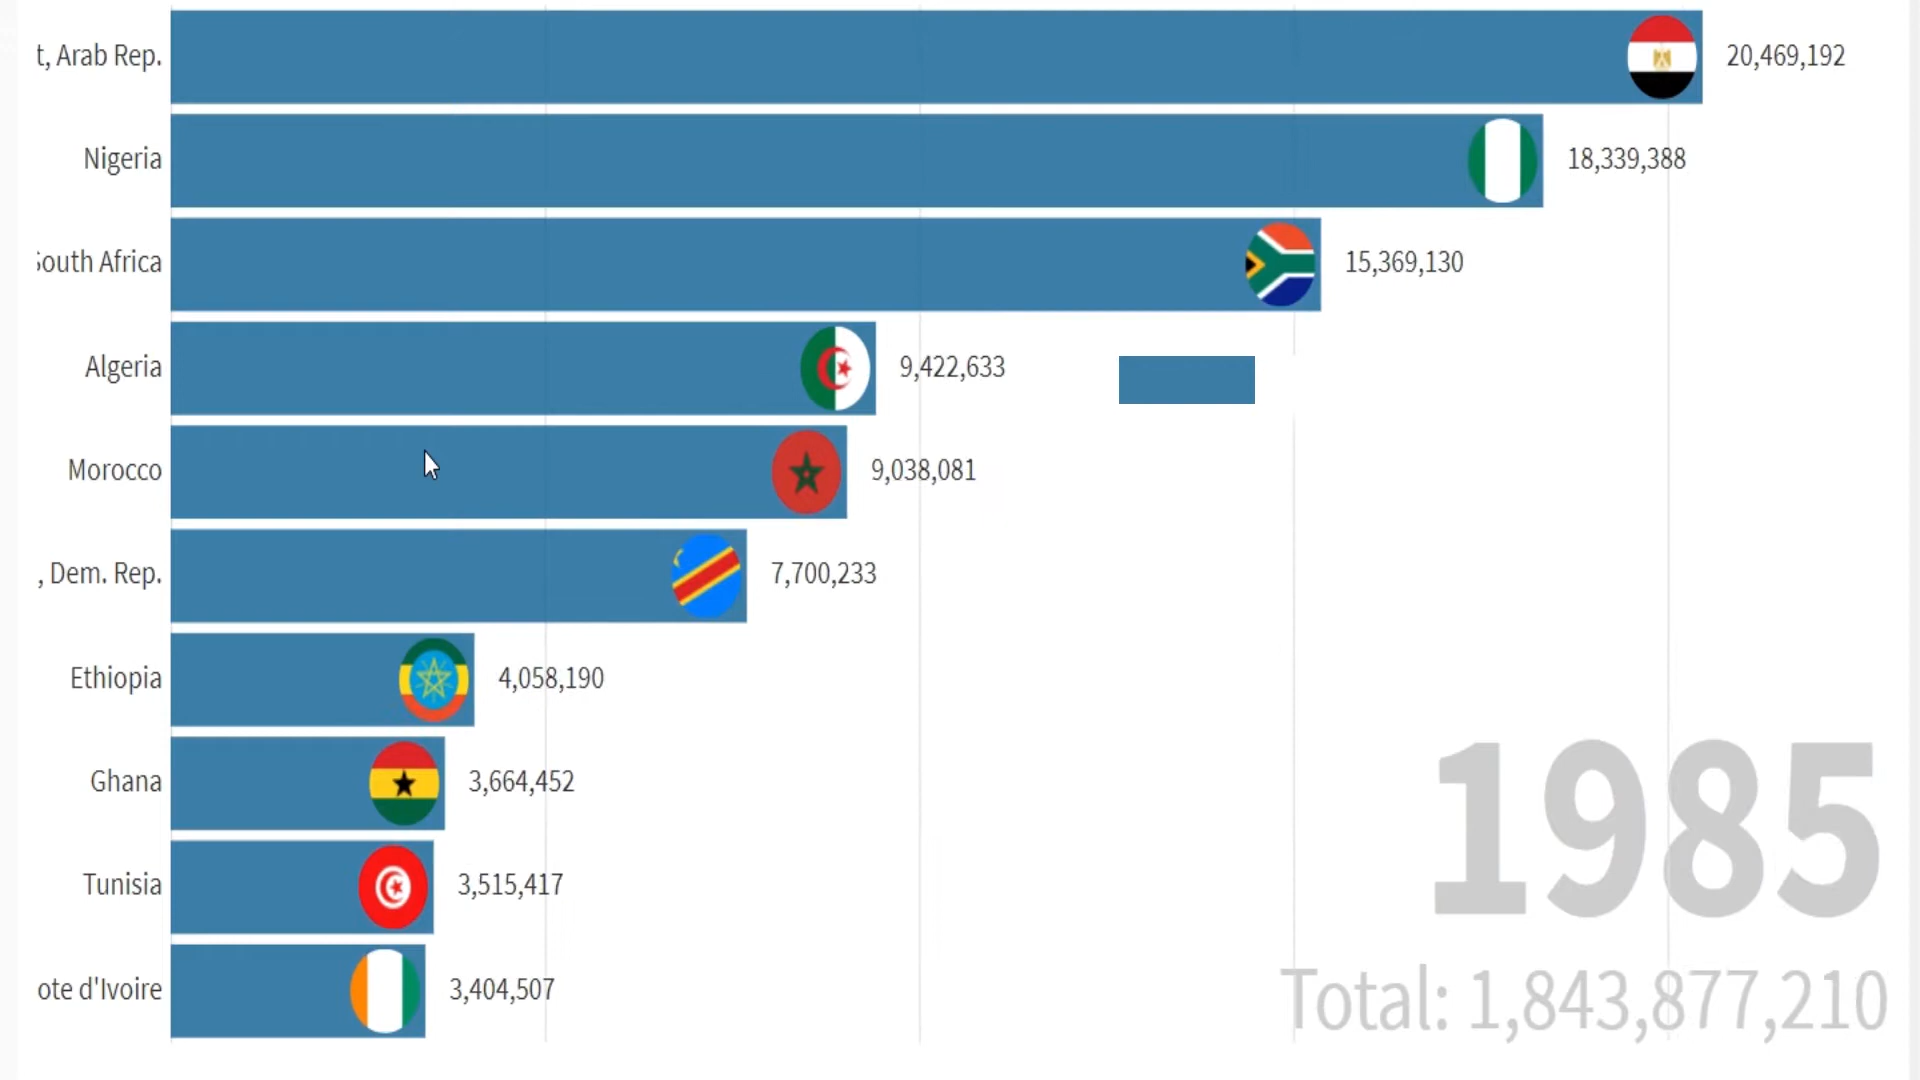 t, Arab Rep. 20,469,192
Nigeria 18,339,388
South Africa 15,369,130
Algeria 9,422,633
Morocco 9,038,081
, Dem. Rep. 7,700,233
Ethiopia 4,058,190
Ghana 3,664,452
Tunisia 3,515,417
ote d'Ivoire 3,404,507
1985
Total: 1,843,877,210